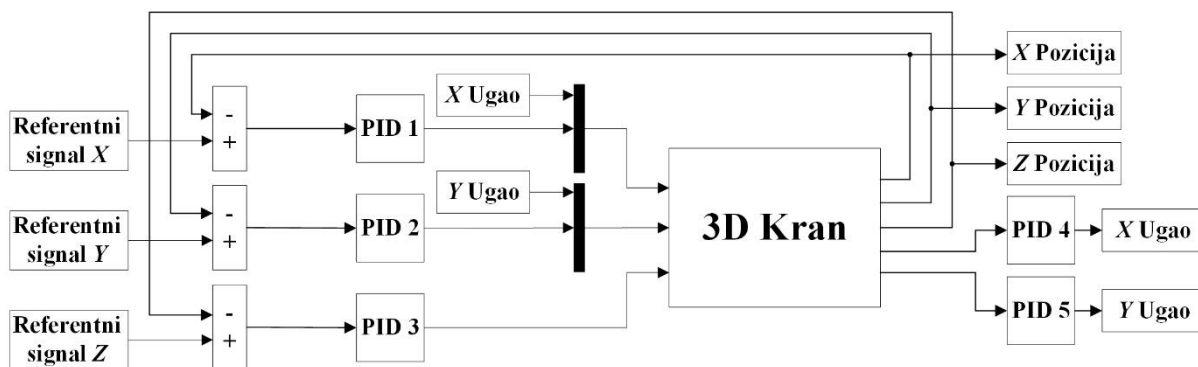 X Pozicija
X Ugao
-
PID 1
Y Pozicija
Referentni
signal X
+
Z Pozicija
Y Ugao
-
PID 2
3D Kran
Referentni
signal Y
+
PID 4
X Ugao
-
PID 3
PID 5
Y Ugao
Referentni
signal Z
+